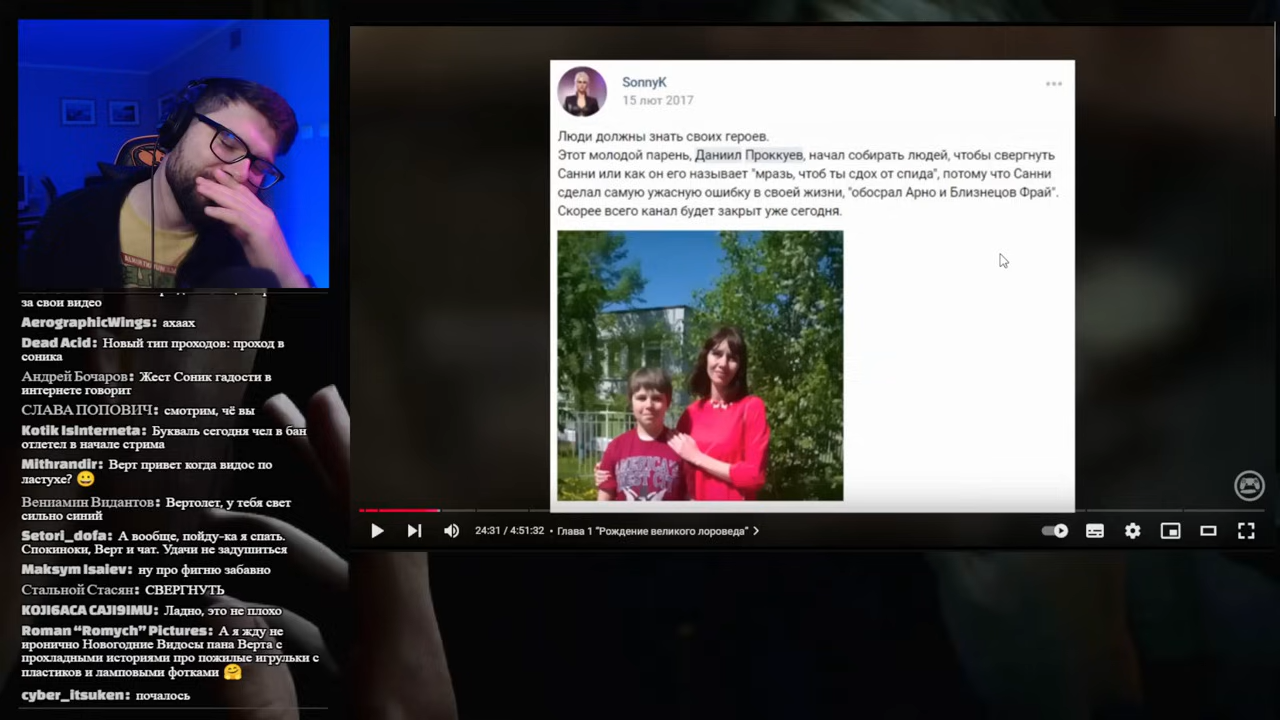 SonnyK
15 лют 2017
Люди должны знать своих героев.
Этот молодой парень, Даниил Проккуев, начал собирать людей, чтобы свергнуть
Санни или как он его называет "мразь, чтоб ты сдох от спида", потому что Санни
сделал самую ужасную ошибку в своей жизни, "обосрал Арно и Близнецов Фрай".
Скорее всего канал будет закрыт уже сегодня.
24:31 / 4:51:32 • Глава 1 “Рождение великого лороведа”
за свои видео
AerographicWings: ахаах
Dead Acid: Новый тип проходов: проход в
соника
Андрей Бочаров: Жест Соник гадости в
интернете говорит
СЛАВА ПОПОВИЧ: смотрим, чё вы
Kotik Isinterneta: Букваль сегодня чел в бан
отлетел в начале стрима
Mithrandir: Верт привет когда видос по
ластухе? 😀
Вениамин Видантов: Вертолет, у тебя свет
сильно синий
Setori_dofa: А вообще, пойду-ка я спать.
Спокиноки, Верт и чат. Удачи не задушиться
Maksym Isaiev: ну про фигню забавно
Стальной Стасян: СВЕРГНУТЬ
KOJI6ACA CAJI9IMU: Ладно, это не плохо
Roman “Romych” Pictures: А я жду не
иронично Новогодние Видосы пана Верта с
прохладными историями про пожилые игрульки с
пластиков и ламповыми фотками 🤗
cyber_itsuken: почалось